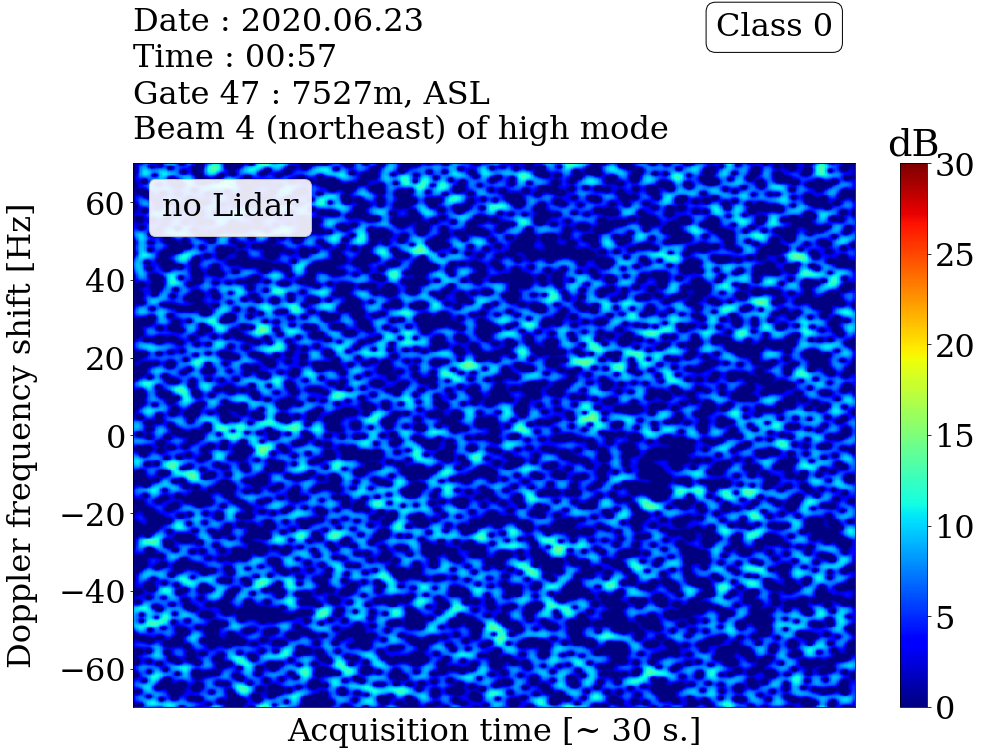 Date : 2020.06.23
Time : 00:57
Gate 47 : 7527m, ASL
Beam 4 (northeast) of high mode
Class 0
dB
no Lidar
Doppler frequency shift [Hz]
60
40
20
0
−20
−40
−60
Acquisition time [~ 30 s.]
30
25
20
15
10
5
0